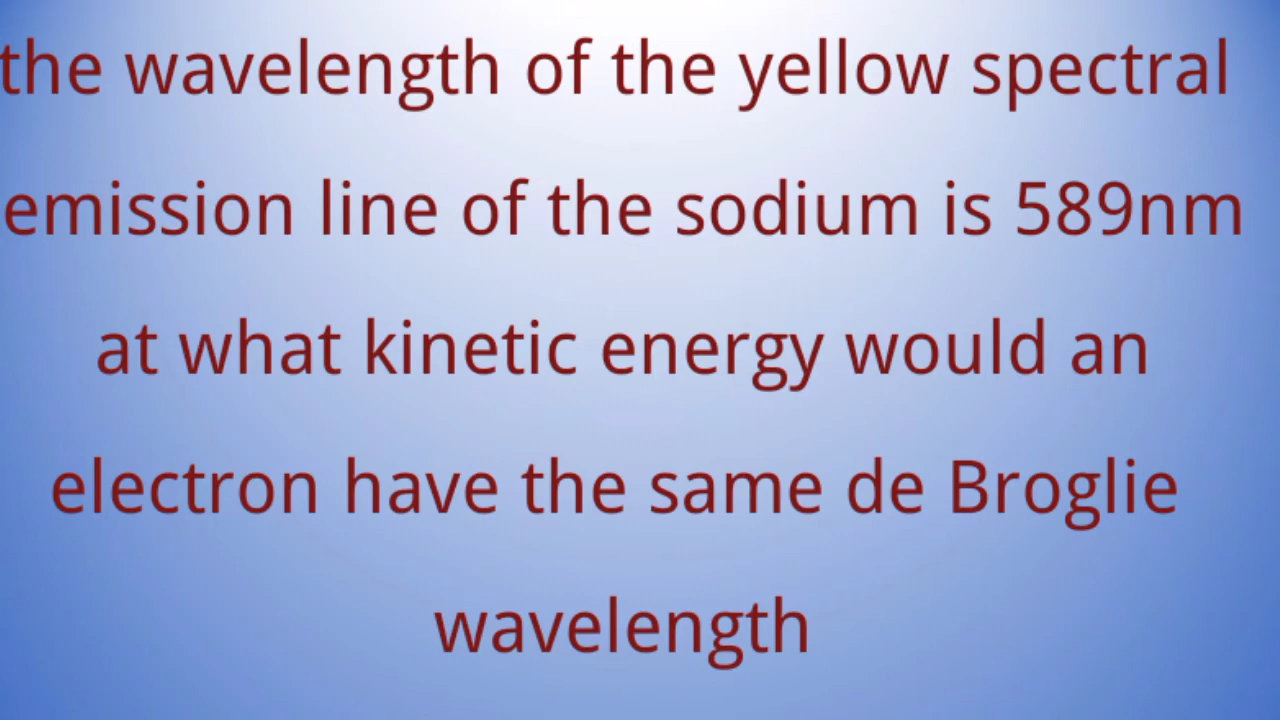 the wavelength of the yellow spectral
emission line of the sodium is 589nm
at what kinetic energy would an
electron have the same de Broglie
wavelength